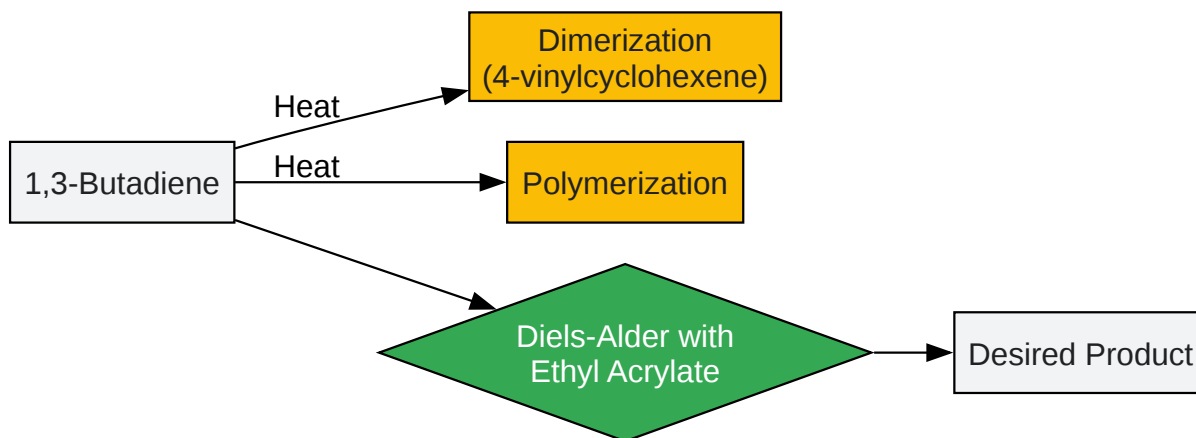 Dimerization
(4-vinylcyclohexene)
Heat
1,3-Butadiene
Heat
Polymerization
Diels-Alder with
Ethyl Acrylate
Desired Product